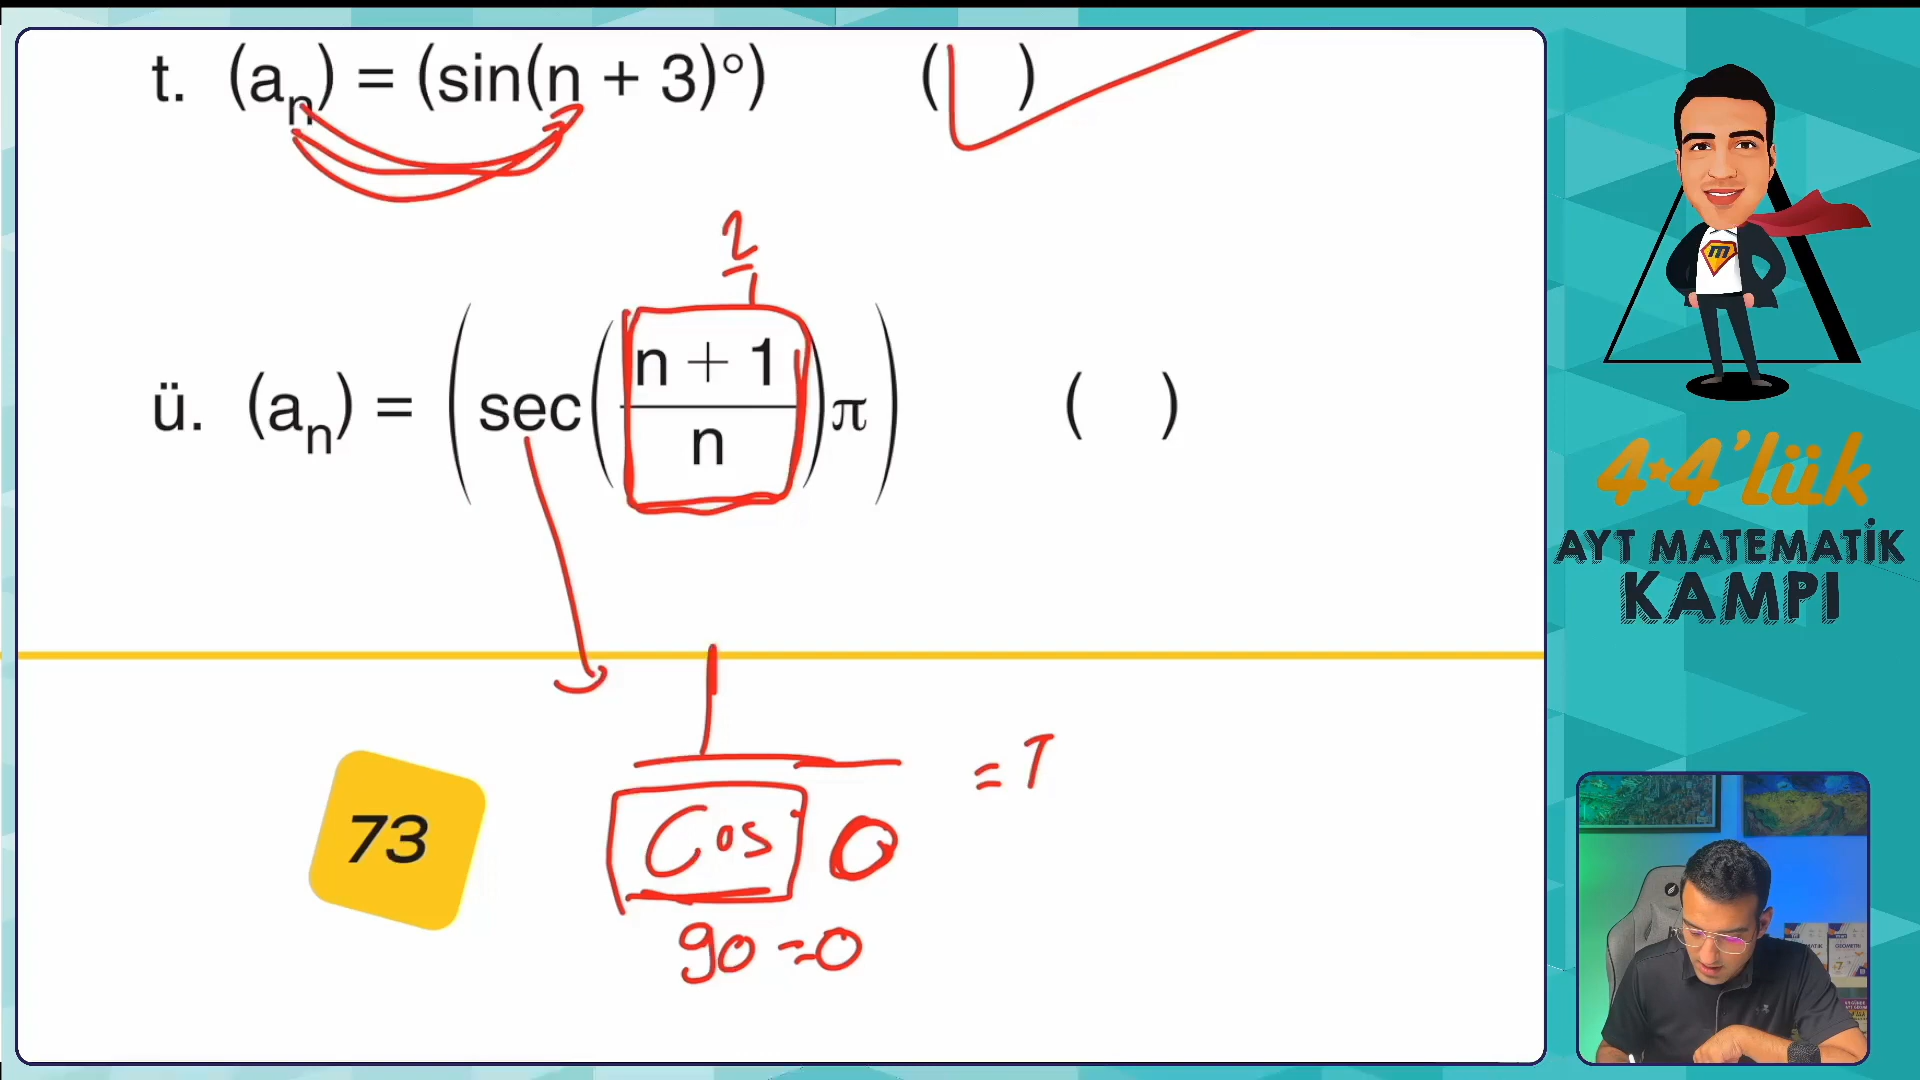 t. (aₙ) = (sin(n + 3)°) ( )
2
ü. (aₙ) = (sec((n + 1)/n)π) ( )
1
Cos 0 = T
90 = 0
73
m
4★4'lük
AYT MATEMATİK
KAMPI